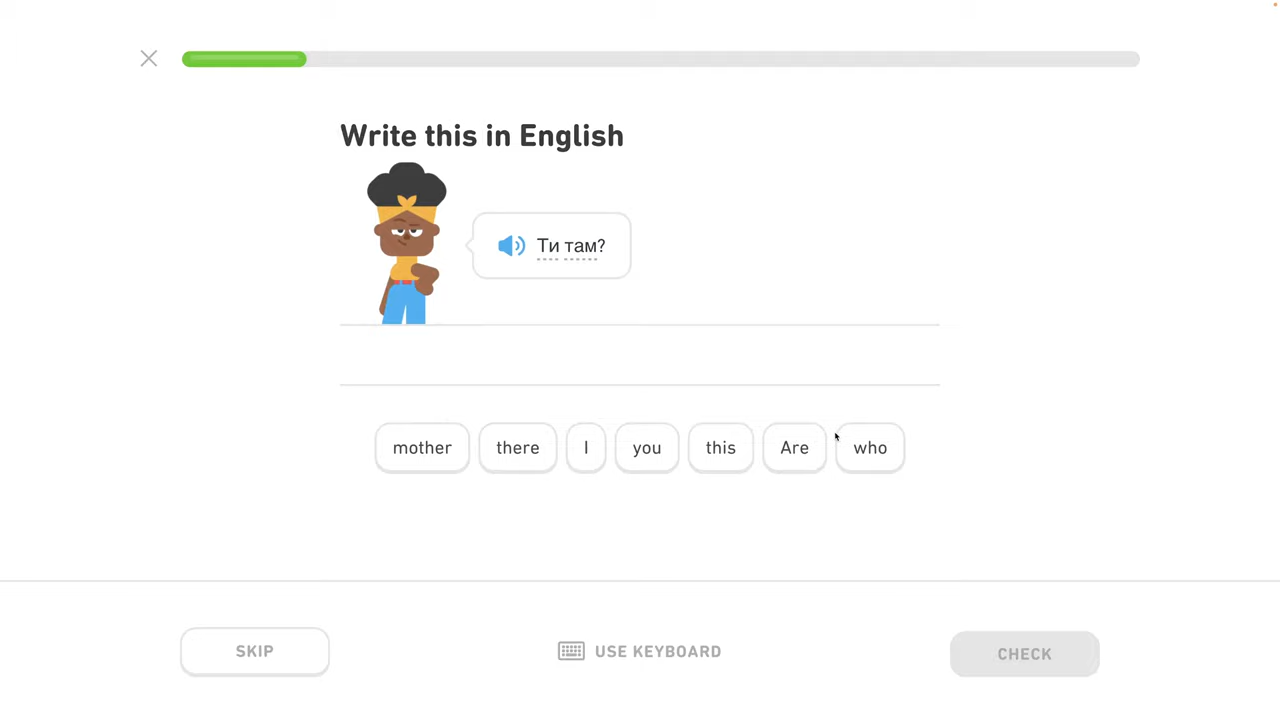 Write this in English
Ти там?
mother there I you this Are who
SKIP USE KEYBOARD CHECK